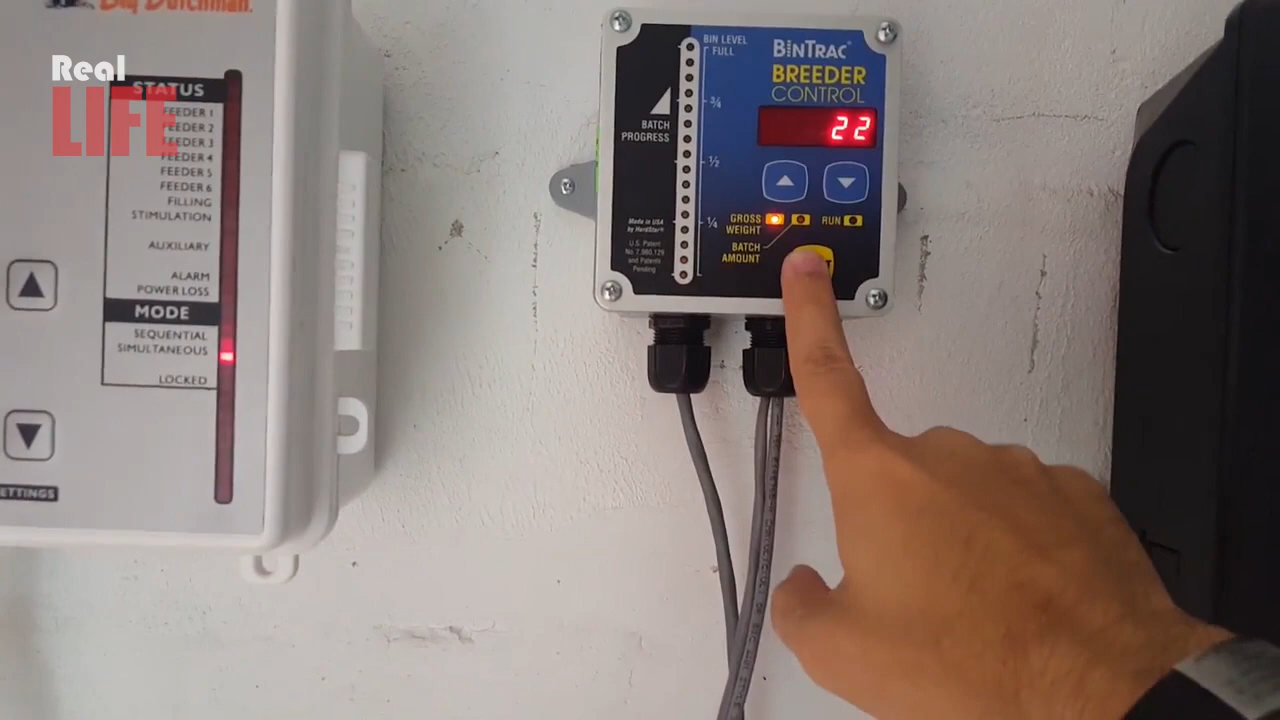 Big Dutchman.
Real
LIFE
STATUS
FEEDER 1
FEEDER 2
FEEDER 3
FEEDER 4
FEEDER 5
FEEDER 6
FILLING
STIMULATION
AUXILIARY
ALARM
POWER LOSS
MODE
SEQUENTIAL
SIMULTANEOUS
LOCKED
ETTINGS
BIN LEVEL
FULL
3/4
BATCH
PROGRESS
1/2
1/4
Made in USA
by HerdStar®
U.S. Patent
No. 7,980,129
and Patents
Pending
BINTRAC®
BREEDER
CONTROL
22
GROSS
WEIGHT
RUN
BATCH
AMOUNT